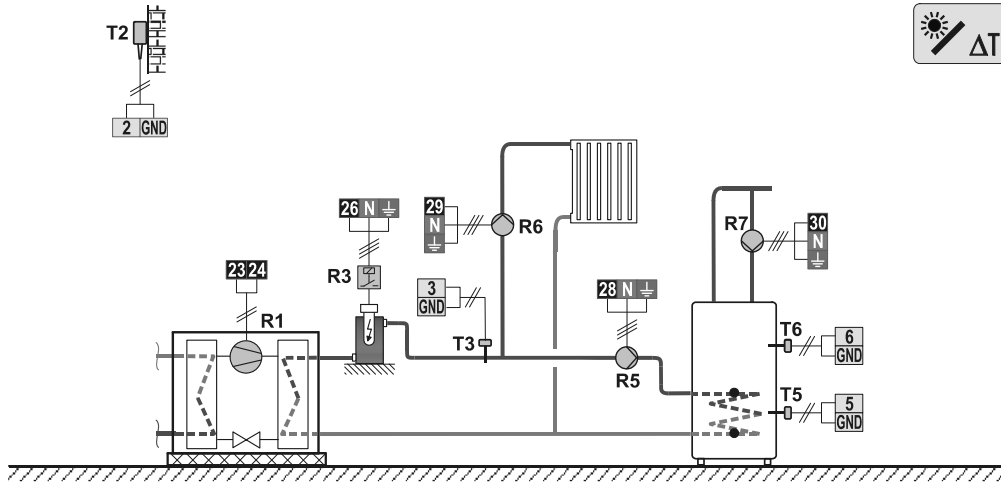 T2
ΔT
2 GND
26 N
29
N
R6
R7
30
N
R3
23 24
3
GND
28 N
R1
T3
R5
T6
6
GND
T5
5
GND